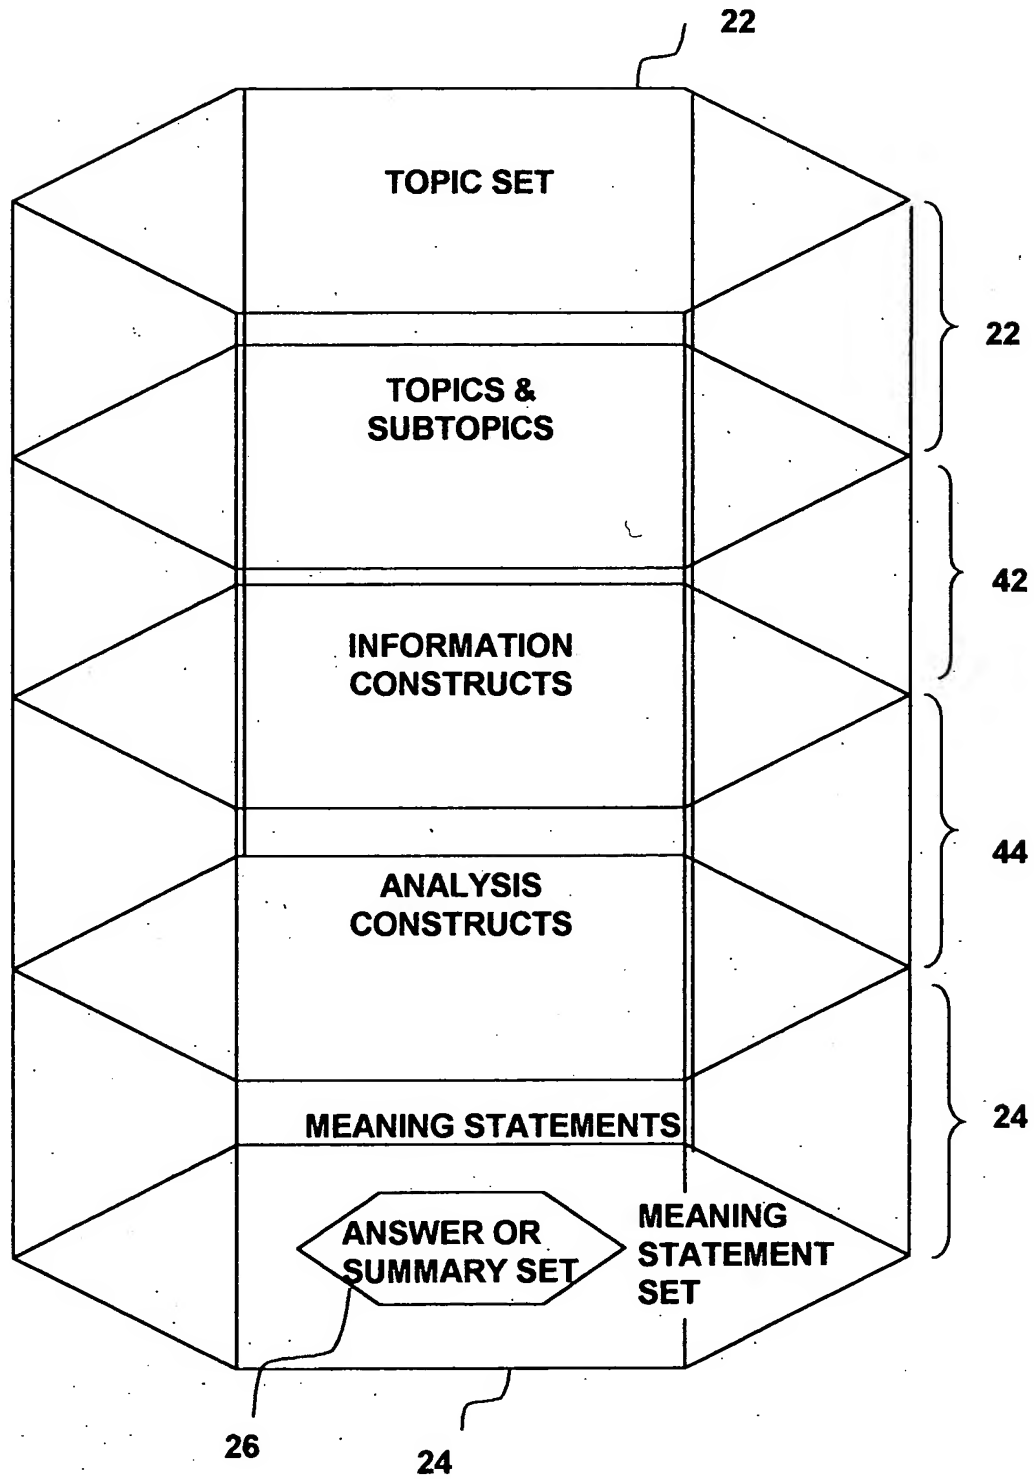 22
TOPIC SET
22
TOPICS &
SUBTOPICS
42
INFORMATION
CONSTRUCTS
44
ANALYSIS
CONSTRUCTS
24
MEANING STATEMENTS
ANSWER OR
SUMMARY SET
MEANING
STATEMENT
SET
26
24